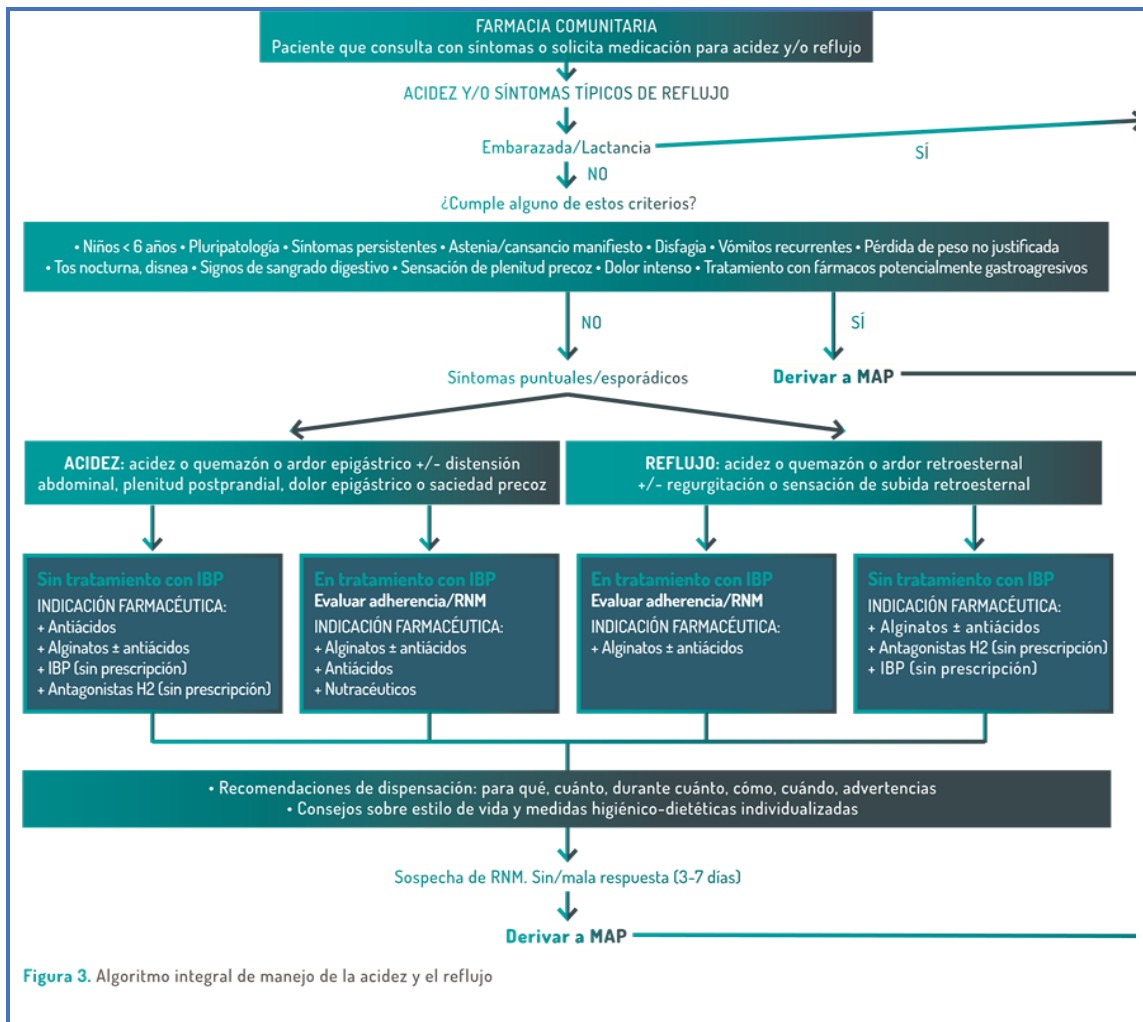 FARMACIA COMUNITARIA
Paciente que consulta con síntomas o solicita medicación para acidez y/o reflujo
ACIDEZ Y/O SÍNTOMAS TÍPICOS DE REFLUJO
Embarazada/Lactancia
SÍ
NO
¿Cumple alguno de estos criterios?
• Niños < 6 años • Pluripatología • Síntomas persistentes • Astenia/cansancio manifiesto • Disfagia • Vómitos recurrentes • Pérdida de peso no justificada
• Tos nocturna, disnea • Signos de sangrado digestivo • Sensación de plenitud precoz • Dolor intenso • Tratamiento con fármacos potencialmente gastroagresivos
NO
SÍ
Síntomas puntuales/esporádicos
Derivar a MAP
ACIDEZ: acidez o quemazón o ardor epigástrico +/- distensión
abdominal, plenitud postprandial, dolor epigástrico o saciedad precoz
REFLUJO: acidez o quemazón o ardor retroesternal
+/- regurgitación o sensación de subida retroesternal
Sin tratamiento con IBP
INDICACIÓN FARMACÉUTICA:
+ Antiácidos
+ Alginatos ± antiácidos
+ IBP (sin prescripción)
+ Antagonistas H2 (sin prescripción)
En tratamiento con IBP
Evaluar adherencia/RNM
INDICACIÓN FARMACÉUTICA:
+ Alginatos ± antiácidos
+ Antiácidos
+ Nutracéuticos
En tratamiento con IBP
Evaluar adherencia/RNM
INDICACIÓN FARMACÉUTICA:
+ Alginatos ± antiácidos
Sin tratamiento con IBP
INDICACIÓN FARMACÉUTICA:
+ Alginatos ± antiácidos
+ Antagonistas H2 (sin prescripción)
+ IBP (sin prescripción)
• Recomendaciones de dispensación: para qué, cuánto, durante cuánto, cómo, cuándo, advertencias
• Consejos sobre estilo de vida y medidas higiénico-dietéticas individualizadas
Sospecha de RNM. Sin/mala respuesta (3-7 días)
Derivar a MAP
Figura 3. Algoritmo integral de manejo de la acidez y el reflujo